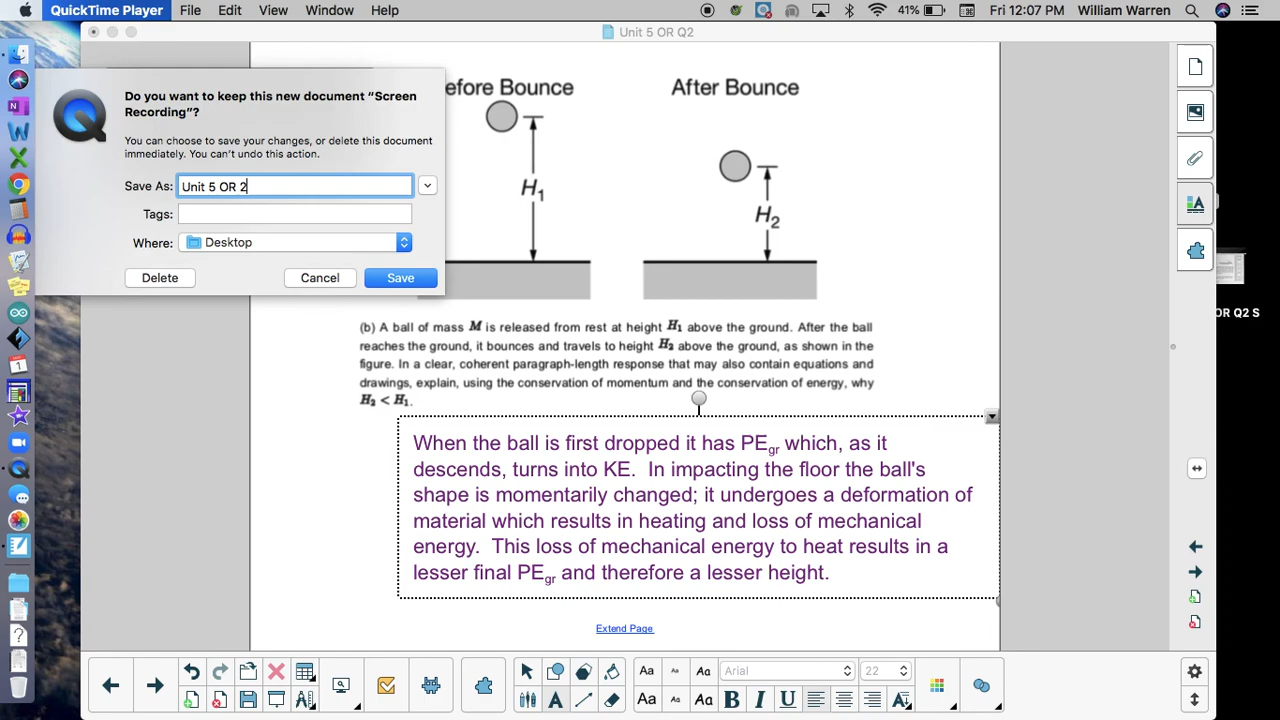 QuickTime Player File Edit View Window Help 41% Fri 12:07 PM William Warren
Unit 5 OR Q2
Do you want to keep this new document “Screen
Recording”?
You can choose to save your changes, or delete this document
immediately. You can’t undo this action.
Save As: Unit 5 OR 2
Tags:
Where: Desktop
Delete Cancel Save
efore Bounce After Bounce
H1
H2
OR Q2 S
(b) A ball of mass M is released from rest at height H1 above the ground. After the ball
reaches the ground, it bounces and travels to height H2 above the ground, as shown in the
figure. In a clear, coherent paragraph-length response that may also contain equations and
drawings, explain, using the conservation of momentum and the conservation of energy, why
H2 < H1.
When the ball is first dropped it has PEgr which, as it
descends, turns into KE. In impacting the floor the ball's
shape is momentarily changed; it undergoes a deformation of
material which results in heating and loss of mechanical
energy. This loss of mechanical energy to heat results in a
lesser final PEgr and therefore a lesser height.
Extend Page
Aa Aa Aa Arial 22
Aa Aa Aa B I U